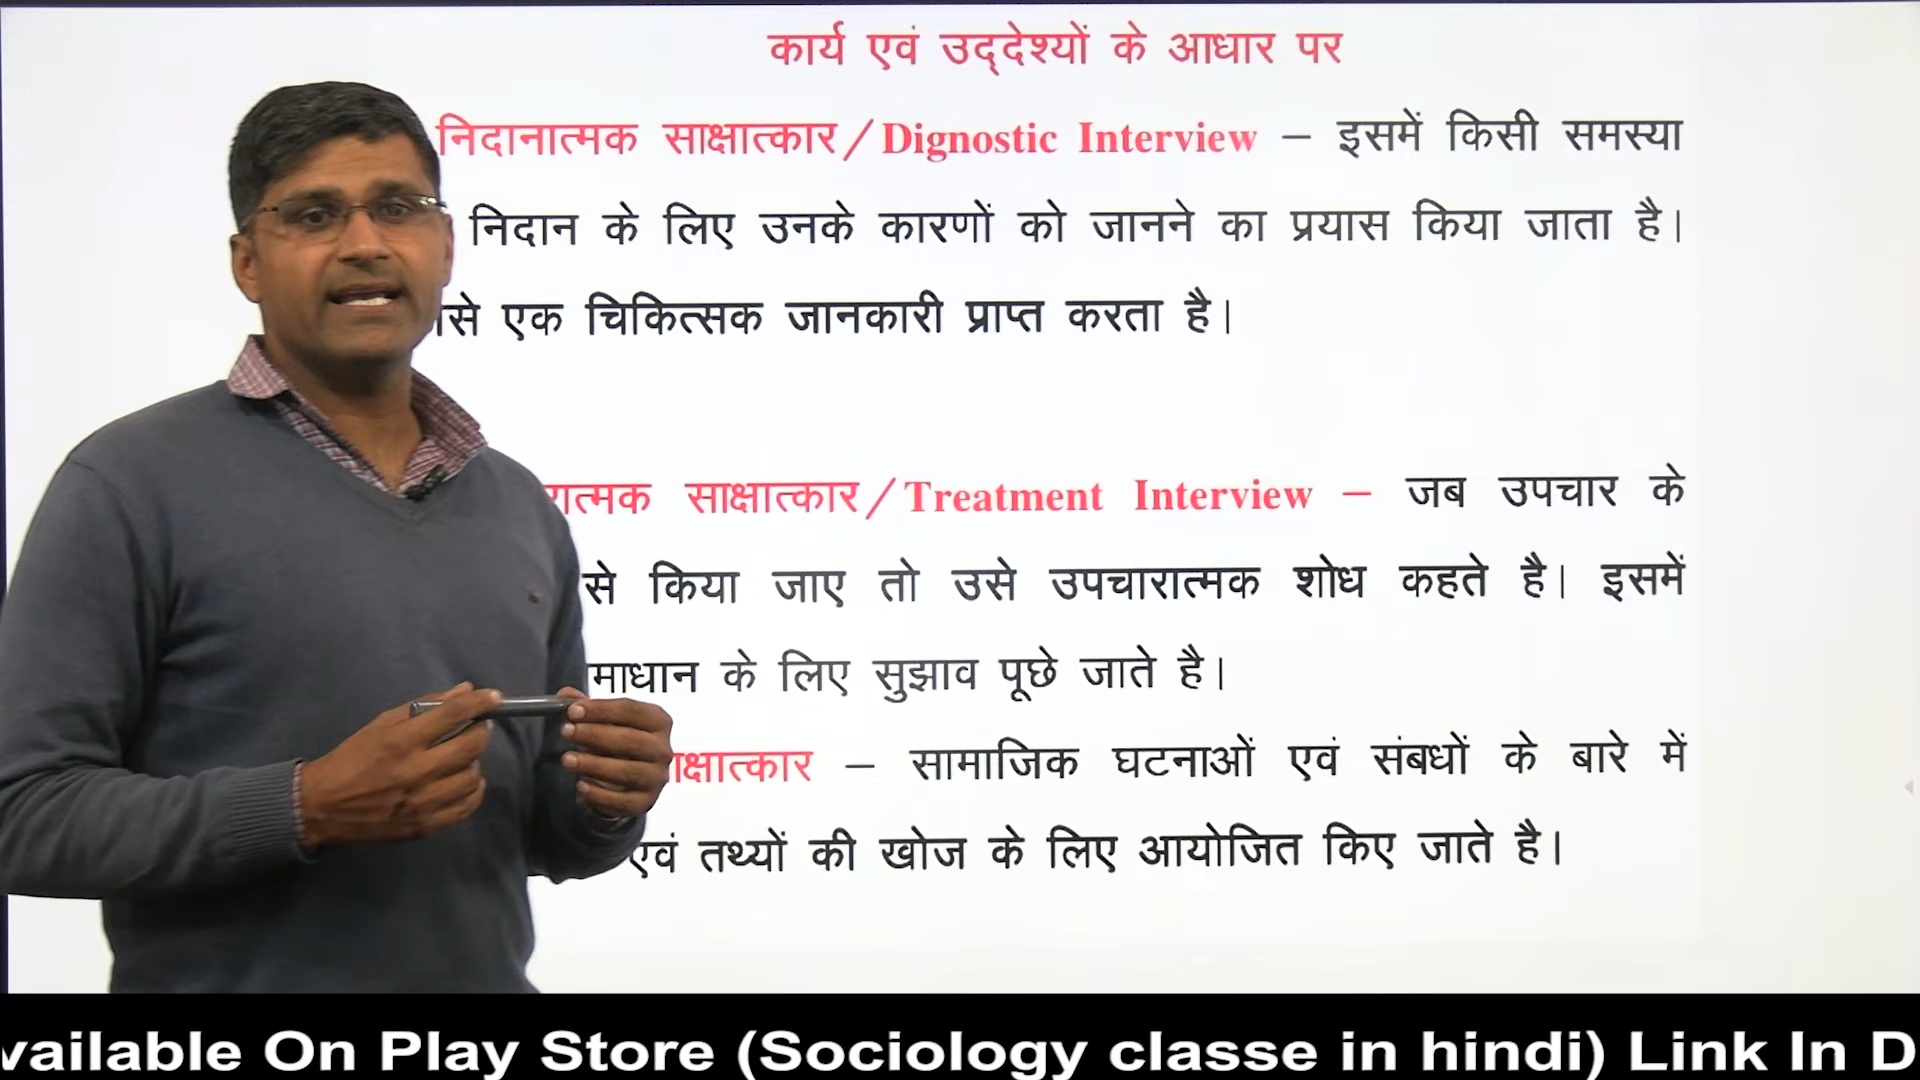 कार्य एवं उद्देश्यों के आधार पर
निदानात्मक साक्षात्कार/Dignostic Interview – इसमें किसी समस्या
निदान के लिए उनके कारणों को जानने का प्रयास किया जाता है।
से एक चिकित्सक जानकारी प्राप्त करता है।
साक्षात्कार/Treatment Interview – जब उपचार के
से किया जाए तो उसे उपचारात्मक शोध कहते है। इसमें
के लिए सुझाव पूछे जाते है।
– सामाजिक घटनाओं एवं संबधों के बारे में
एवं तथ्यों की खोज के लिए आयोजित किए जाते है।
vailable On Play Store (Sociology classe in hindi) Link In D